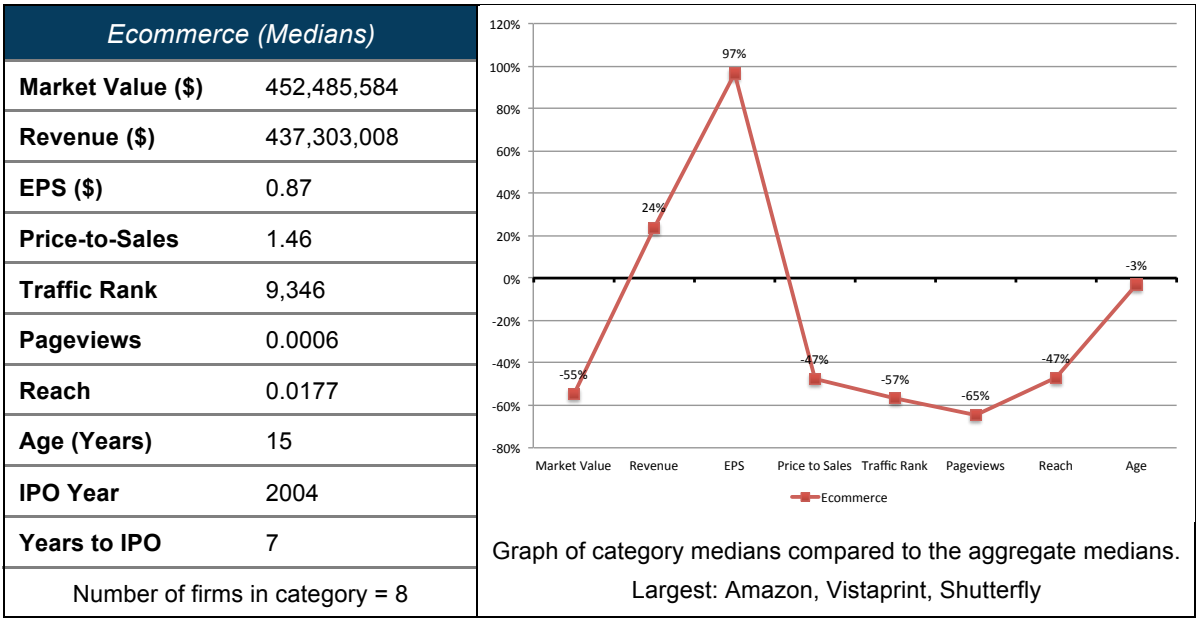 Ecommerce (Medians)
Market Value ($) 452,485,584
Revenue ($) 437,303,008
EPS ($) 0.87
Price-to-Sales 1.46
Traffic Rank 9,346
Pageviews 0.0006
Reach 0.0177
Age (Years) 15
IPO Year 2004
Years to IPO 7
Number of firms in category = 8
120%
100%
80%
60%
40%
20%
0%
-20%
-40%
-60%
-80%
-55%
24%
97%
-47%
-57%
-65%
-47%
-3%
Market Value Revenue EPS Price to Sales Traffic Rank Pageviews Reach Age
Ecommerce
Graph of category medians compared to the aggregate medians.
Largest: Amazon, Vistaprint, Shutterfly